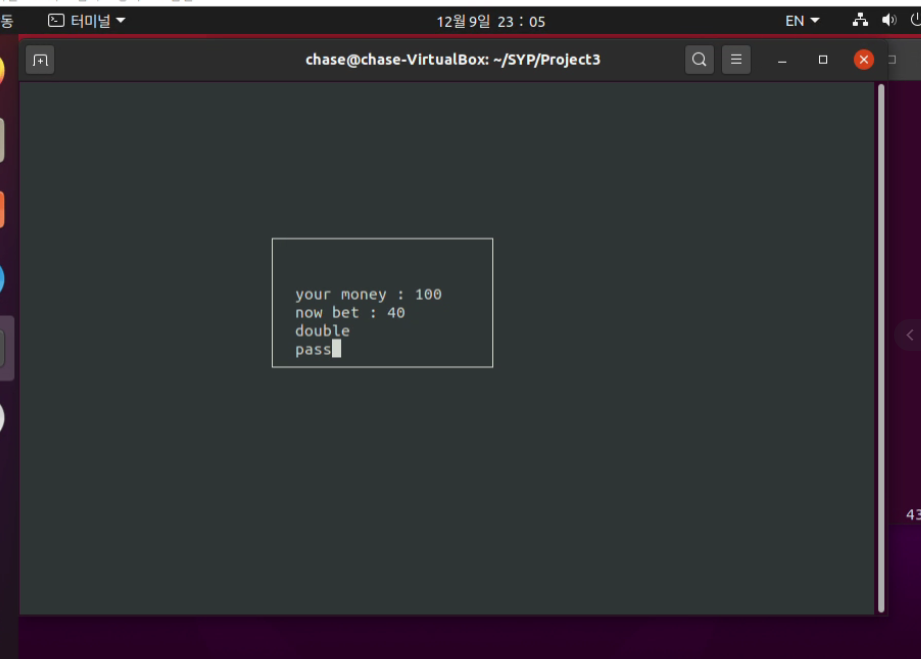 동 터미널 12월 9일 23 : 05 EN
chase@chase-VirtualBox: ~/SYP/Project3
your money : 100
now bet : 40
double
pass
43